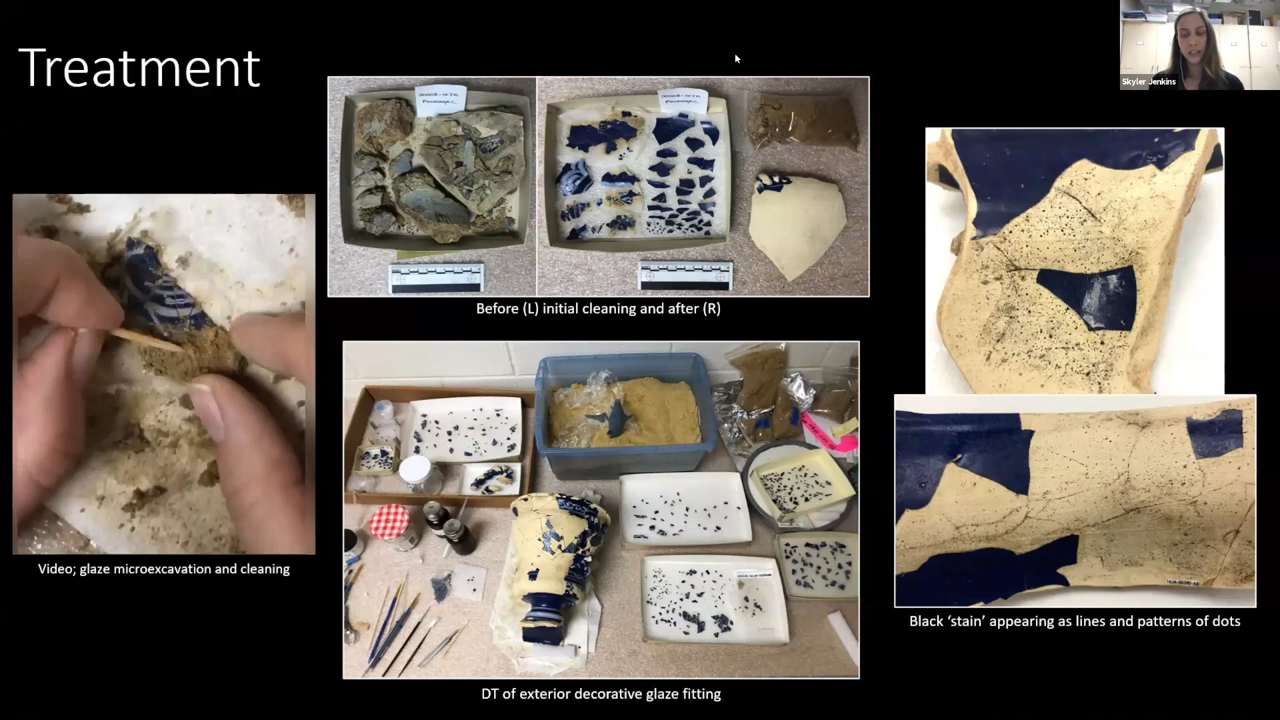 Treatment
Skyler Jenkins
Before (L) initial cleaning and after (R)
Video; glaze microexcavation and cleaning
Black ‘stain’ appearing as lines and patterns of dots
DT of exterior decorative glaze fitting